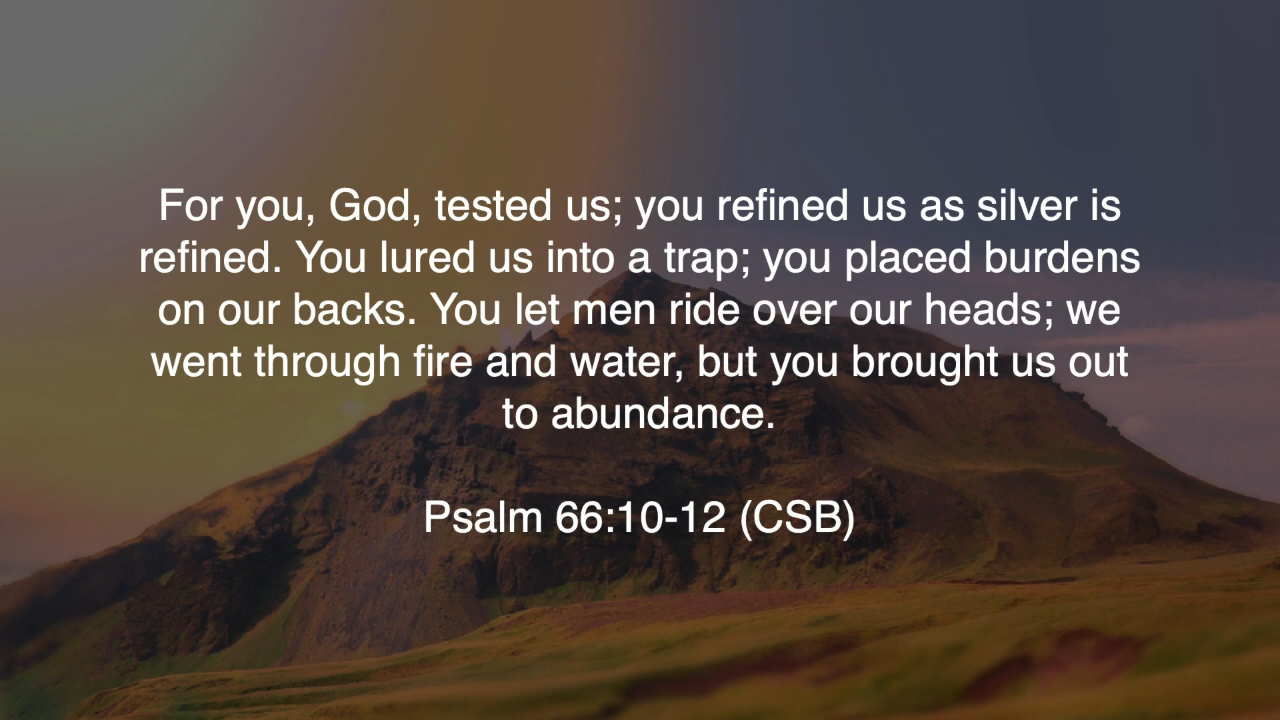 For you, God, tested us; you refined us as silver is
refined. You lured us into a trap; you placed burdens
on our backs. You let men ride over our heads; we
went through fire and water, but you brought us out
to abundance.
Psalm 66:10-12 (CSB)